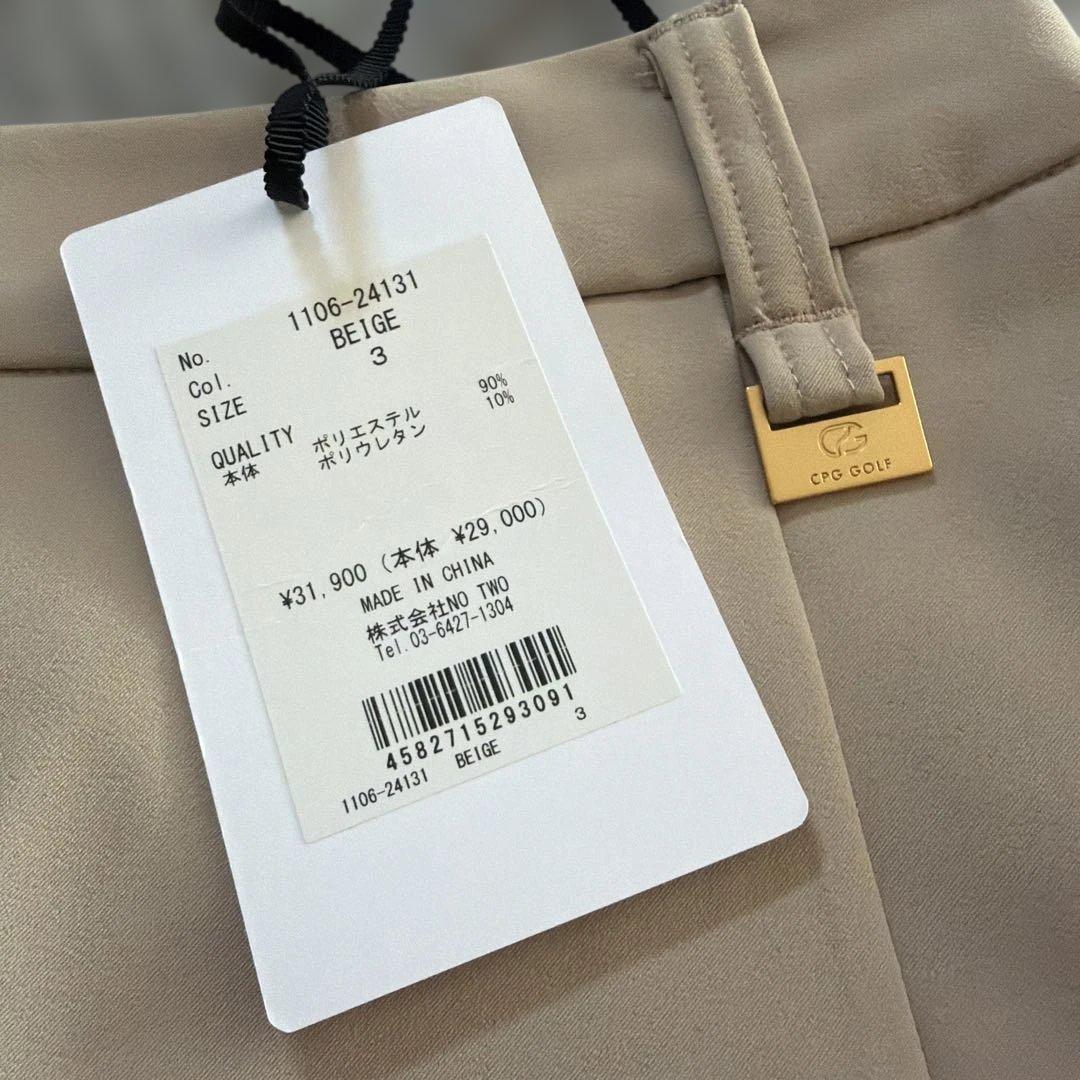 No. 1106-24131
Col. BEIGE
SIZE 3
QUALITY ポリエステル 90%
本体 ポリウレタン 10%
¥31,900 (本体 ¥29,000)
MADE IN CHINA
株式会社NO TWO
Tel.03-6427-1304
4582715293091
1106-24131 BEIGE 3
CPG GOLF